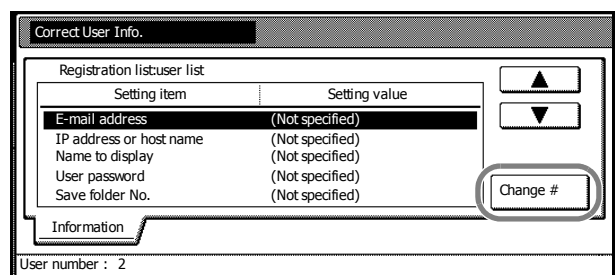 Correct User Info.
Registration list:user list
Setting item Setting value
E-mail address (Not specified)
IP address or host name (Not specified)
Name to display (Not specified)
User password (Not specified)
Save folder No. (Not specified)
Change #
Information
User number : 2